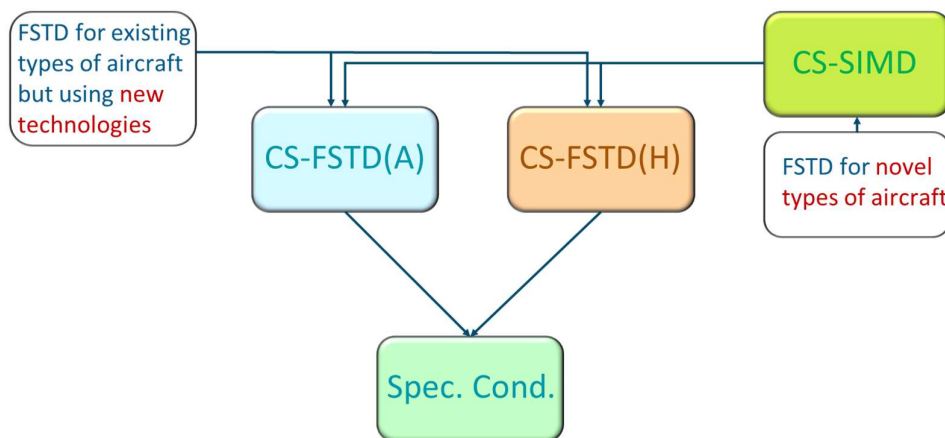 FSTD for existing
types of aircraft
but using new
technologies
CS-SIMD
CS-FSTD(A)
CS-FSTD(H)
FSTD for novel
types of aircraft
Spec. Cond.